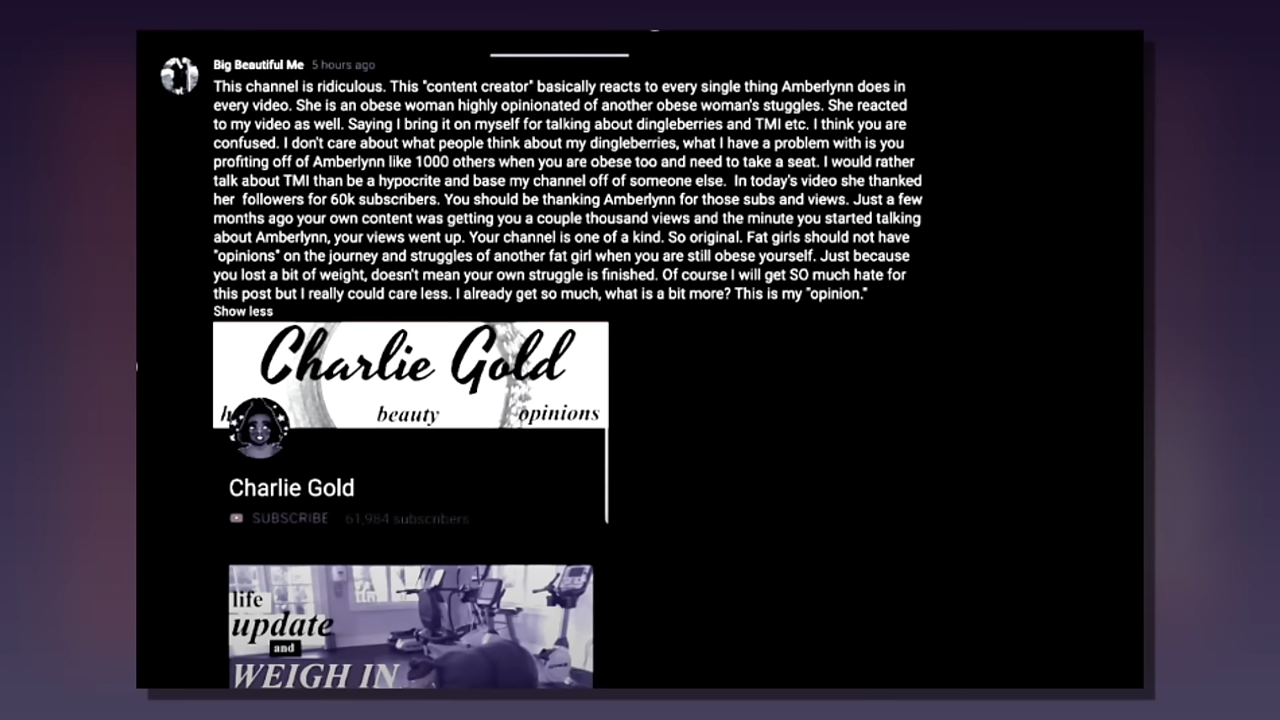 Big Beautiful Me 5 hours ago
This channel is ridiculous. This "content creator" basically reacts to every single thing Amberlynn does in
every video. She is an obese woman highly opinionated of another obese woman's stuggles. She reacted
to my video as well. Saying I bring it on myself for talking about dingleberries and TMI etc. I think you are
confused. I don't care about what people think about my dingleberries, what I have a problem with is you
profiting off of Amberlynn like 1000 others when you are obese too and need to take a seat. I would rather
talk about TMI than be a hypocrite and base my channel off of someone else.  In today's video she thanked
her  followers for 60k subscribers. You should be thanking Amberlynn for those subs and views. Just a few
months ago your own content was getting you a couple thousand views and the minute you started talking
about Amberlynn, your views went up. Your channel is one of a kind. So original. Fat girls should not have
"opinions" on the journey and struggles of another fat girl when you are still obese yourself. Just because
you lost a bit of weight, doesn't mean your own struggle is finished. Of course I will get SO much hate for
this post but I really could care less. I already get so much, what is a bit more? This is my "opinion."
Show less
Charlie Gold
beauty opinions
Charlie Gold
SUBSCRIBE 61,984 subscribers
life
update
and
WEIGH IN